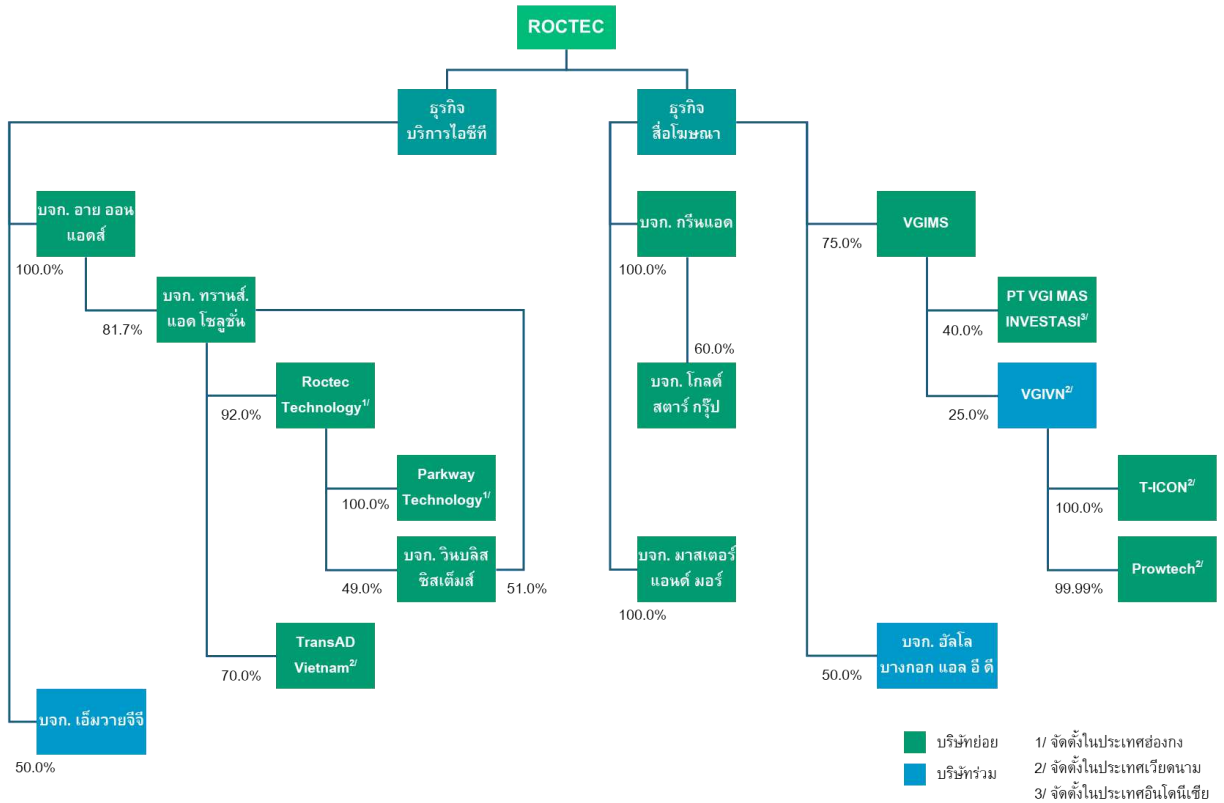 ROCTEC
ธุรกิจ
บริการไอซีที
ธุรกิจ
สื่อโฆษณา
บจก. อาย ออน
แอดส์
100.0%
บจก. ทรานส์.
แอด โซลูชั่น
81.7%
Roctec
Technology1/
92.0%
Parkway
Technology1/
100.0%
บจก. วินบลิส
ซิสเต็มส์
49.0%
51.0%
TransAD
Vietnam2/
70.0%
บจก. เอ็มวายจีจี
50.0%
บจก. กรีนแอด
100.0%
60.0%
บจก. โกลด์
สตาร์ กรุ๊ป
บจก. มาสเตอร์
แอนด์ มอร์
100.0%
VGIMS
75.0%
PT VGI MAS
INVESTASI3/
40.0%
VGIVN2/
25.0%
T-ICON2/
100.0%
Prowtech2/
99.99%
บจก. ฮัลโล
บางกอก แอล อี ดี
50.0%
บริษัทย่อย
บริษัทร่วม
1/ จัดตั้งในประเทศฮ่องกง
2/ จัดตั้งในประเทศเวียดนาม
3/ จัดตั้งในประเทศอินโดนีเซีย